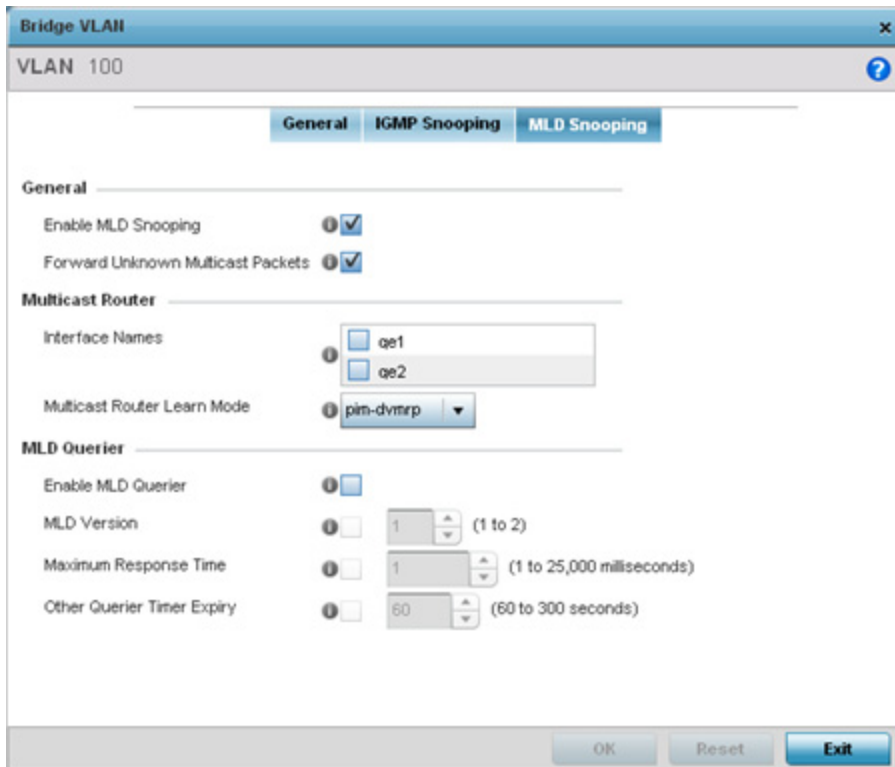 Bridge VLAN
VLAN 100
General IGMP Snooping MLD Snooping
General
Enable MLD Snooping
Forward Unknown Multicast Packets
Multicast Router
Interface Names
qe1
qe2
Multicast Router Learn Mode pim-dvmrp
MLD Querier
Enable MLD Querier
MLD Version 1 (1 to 2)
Maximum Response Time 1 (1 to 25,000 milliseconds)
Other Querier Timer Expiry 60 (60 to 300 seconds)
OK Reset Exit